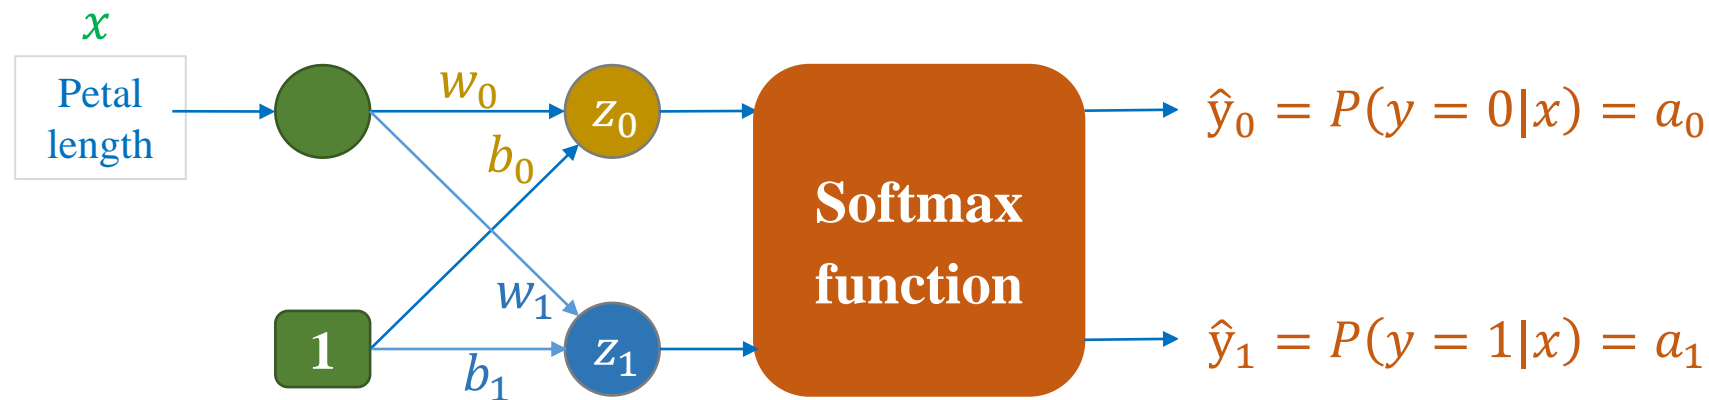 x
Petal
length
w₀
b₀
z₀
1
w₁
b₁
z₁
Softmax
function
ŷ₀ = P(y = 0|x) = a₀
ŷ₁ = P(y = 1|x) = a₁